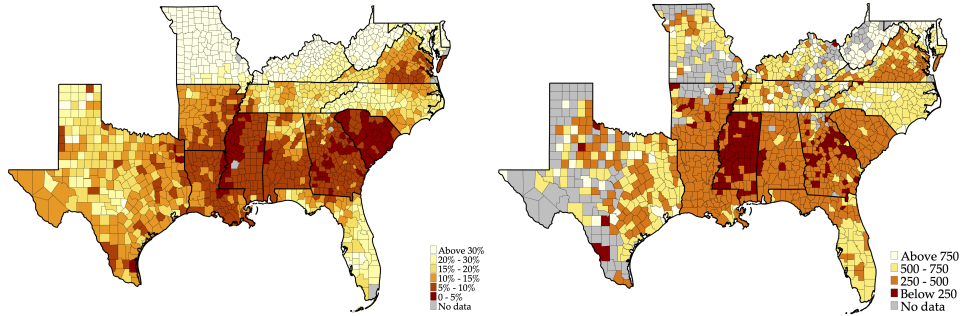 Above 30%
20% - 30%
15% - 20%
10% - 15%
5% - 10%
0 - 5%
No data
Above 750
500 - 750
250 - 500
Below 250
No data